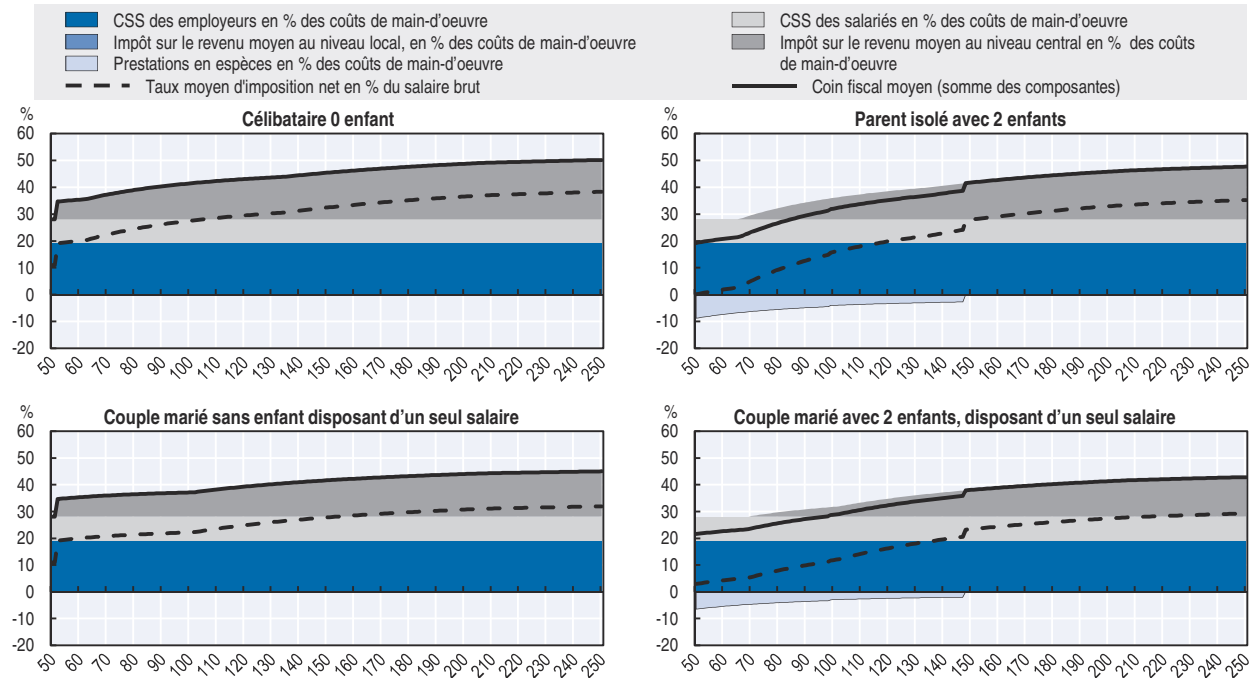 CSS des employeurs en % des coûts de main-d'oeuvre
CSS des salariés en % des coûts de main-d'oeuvre
Impôt sur le revenu moyen au niveau local, en % des coûts de main-d'oeuvre
Impôt sur le revenu moyen au niveau central en % des coûts
de main-d'oeuvre
Prestations en espèces en % des coûts de main-d'oeuvre
Taux moyen d'imposition net en % du salaire brut
Coin fiscal moyen (somme des composantes)
%
Célibataire 0 enfant
60
50
40
30
20
10
0
-10
-20
50 60 70 80 90 100 110 120 130 140 150 160 170 180 190 200 210 220 230 240 250
%
Parent isolé avec 2 enfants
60
50
40
30
20
10
0
-10
-20
50 60 70 80 90 100 110 120 130 140 150 160 170 180 190 200 210 220 230 240 250
%
Couple marié sans enfant disposant d'un seul salaire
60
50
40
30
20
10
0
-10
-20
50 60 70 80 90 100 110 120 130 140 150 160 170 180 190 200 210 220 230 240 250
%
Couple marié avec 2 enfants, disposant d'un seul salaire
60
50
40
30
20
10
0
-10
-20
50 60 70 80 90 100 110 120 130 140 150 160 170 180 190 200 210 220 230 240 250